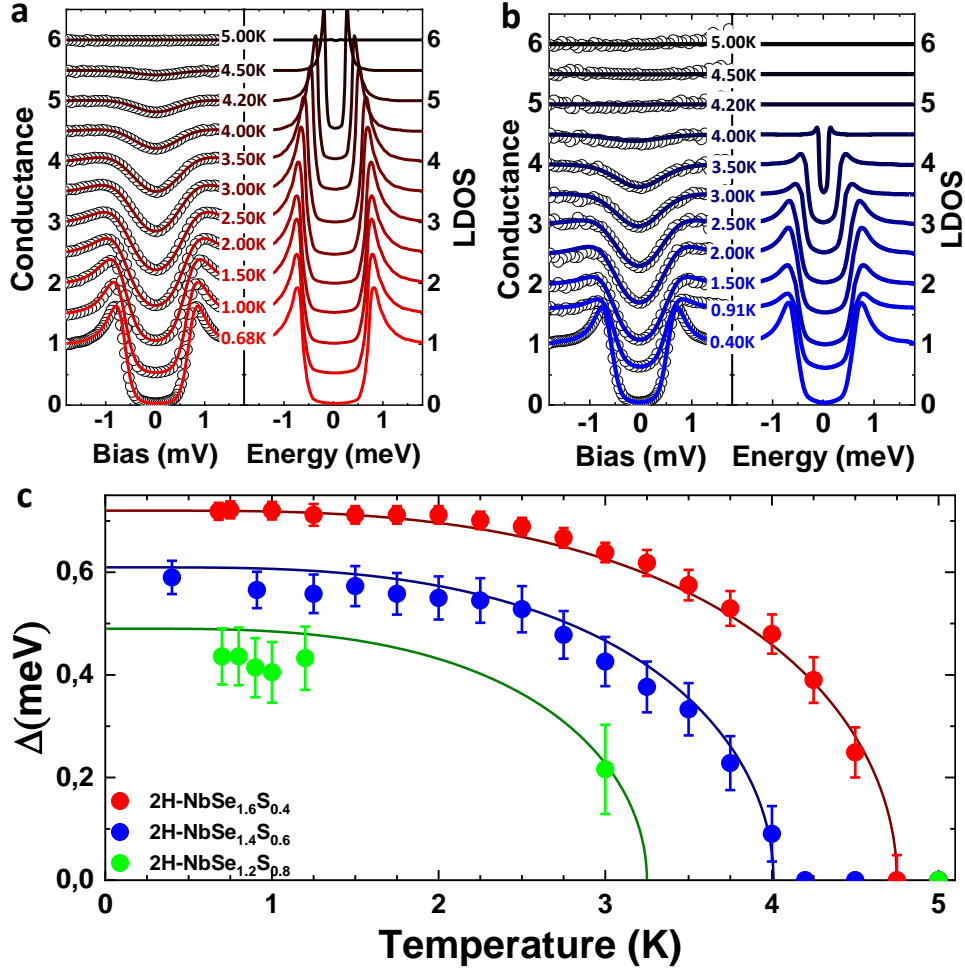 a
Conductance
6
5
4
3
2
1
0
5.00K
4.50K
4.20K
4.00K
3.50K
3.00K
2.50K
2.00K
1.50K
1.00K
0.68K
6
5
4
3
2
1
0
LDOS
-1 0 1
-1 0 1
Bias (mV)
Energy (meV)
b
Conductance
6
5
4
3
2
1
0
5.00K
4.50K
4.20K
4.00K
3.50K
3.00K
2.50K
2.00K
1.50K
0.91K
0.40K
6
5
4
3
2
1
0
LDOS
-1 0 1
-1 0 1
Bias (mV)
Energy (meV)
c
Δ(meV)
0,6
0,4
0,2
0,0
2H-NbSe1.6S0.4
2H-NbSe1.4S0.6
2H-NbSe1.2S0.8
0 1 2 3 4 5
Temperature (K)